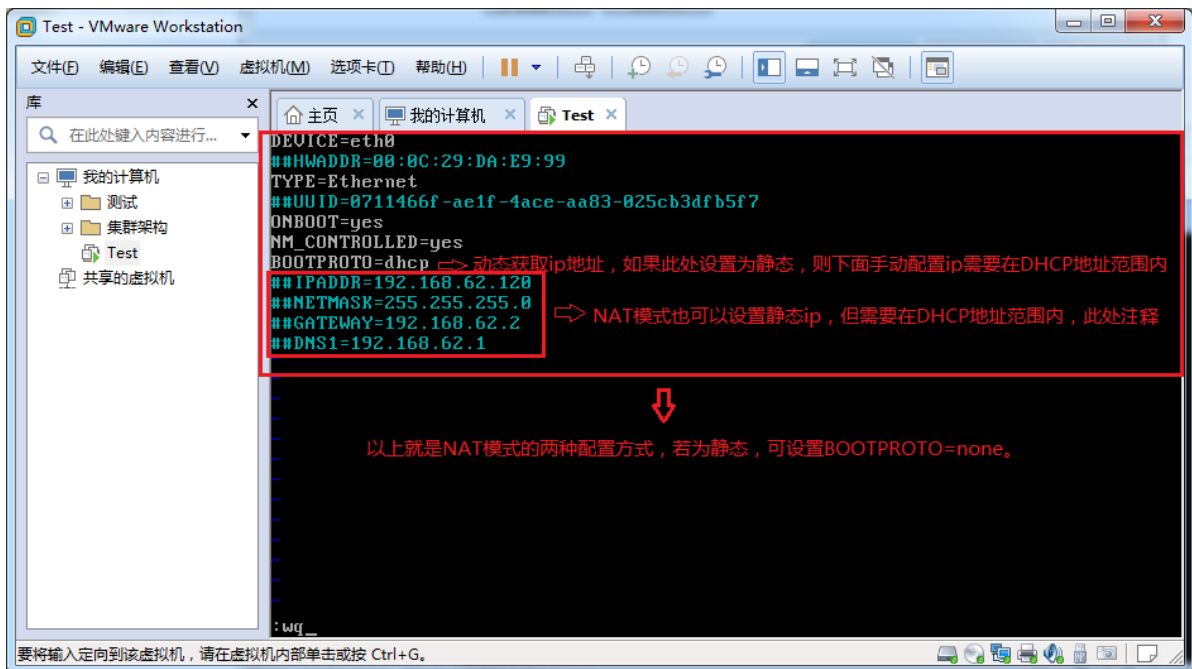 Test - VMware Workstation
文件(F) 编辑(E) 查看(V) 虚拟机(M) 选项卡(T) 帮助(H)
库
在此处键入内容进行...
我的计算机
测试
集群架构
Test
共享的虚拟机
主页 我的计算机 Test
DEVICE=eth0
##HWADDR=00:0C:29:DA:E9:99
TYPE=Ethernet
##UUID=0711466f-ae1f-4ace-aa83-025cb3dfb5f7
ONBOOT=yes
NM_CONTROLLED=yes
BOOTPROTO=dhcp 动态获取ip地址，如果此处设置为静态，则下面手动配置ip需要在DHCP地址范围内
##IPADDR=192.168.62.120
##NETMASK=255.255.255.0
##GATEWAY=192.168.62.2
##DNS1=192.168.62.1
NAT模式也可以设置静态ip，但需要在DHCP地址范围内，此处注释
~
~
以上就是NAT模式的两种配置方式，若为静态，可设置BOOTPROTO=none。
~
~
~
~
~
~
~
~
~
:wq_
要将输入定向到该虚拟机，请在虚拟机内部单击或按 Ctrl+G。